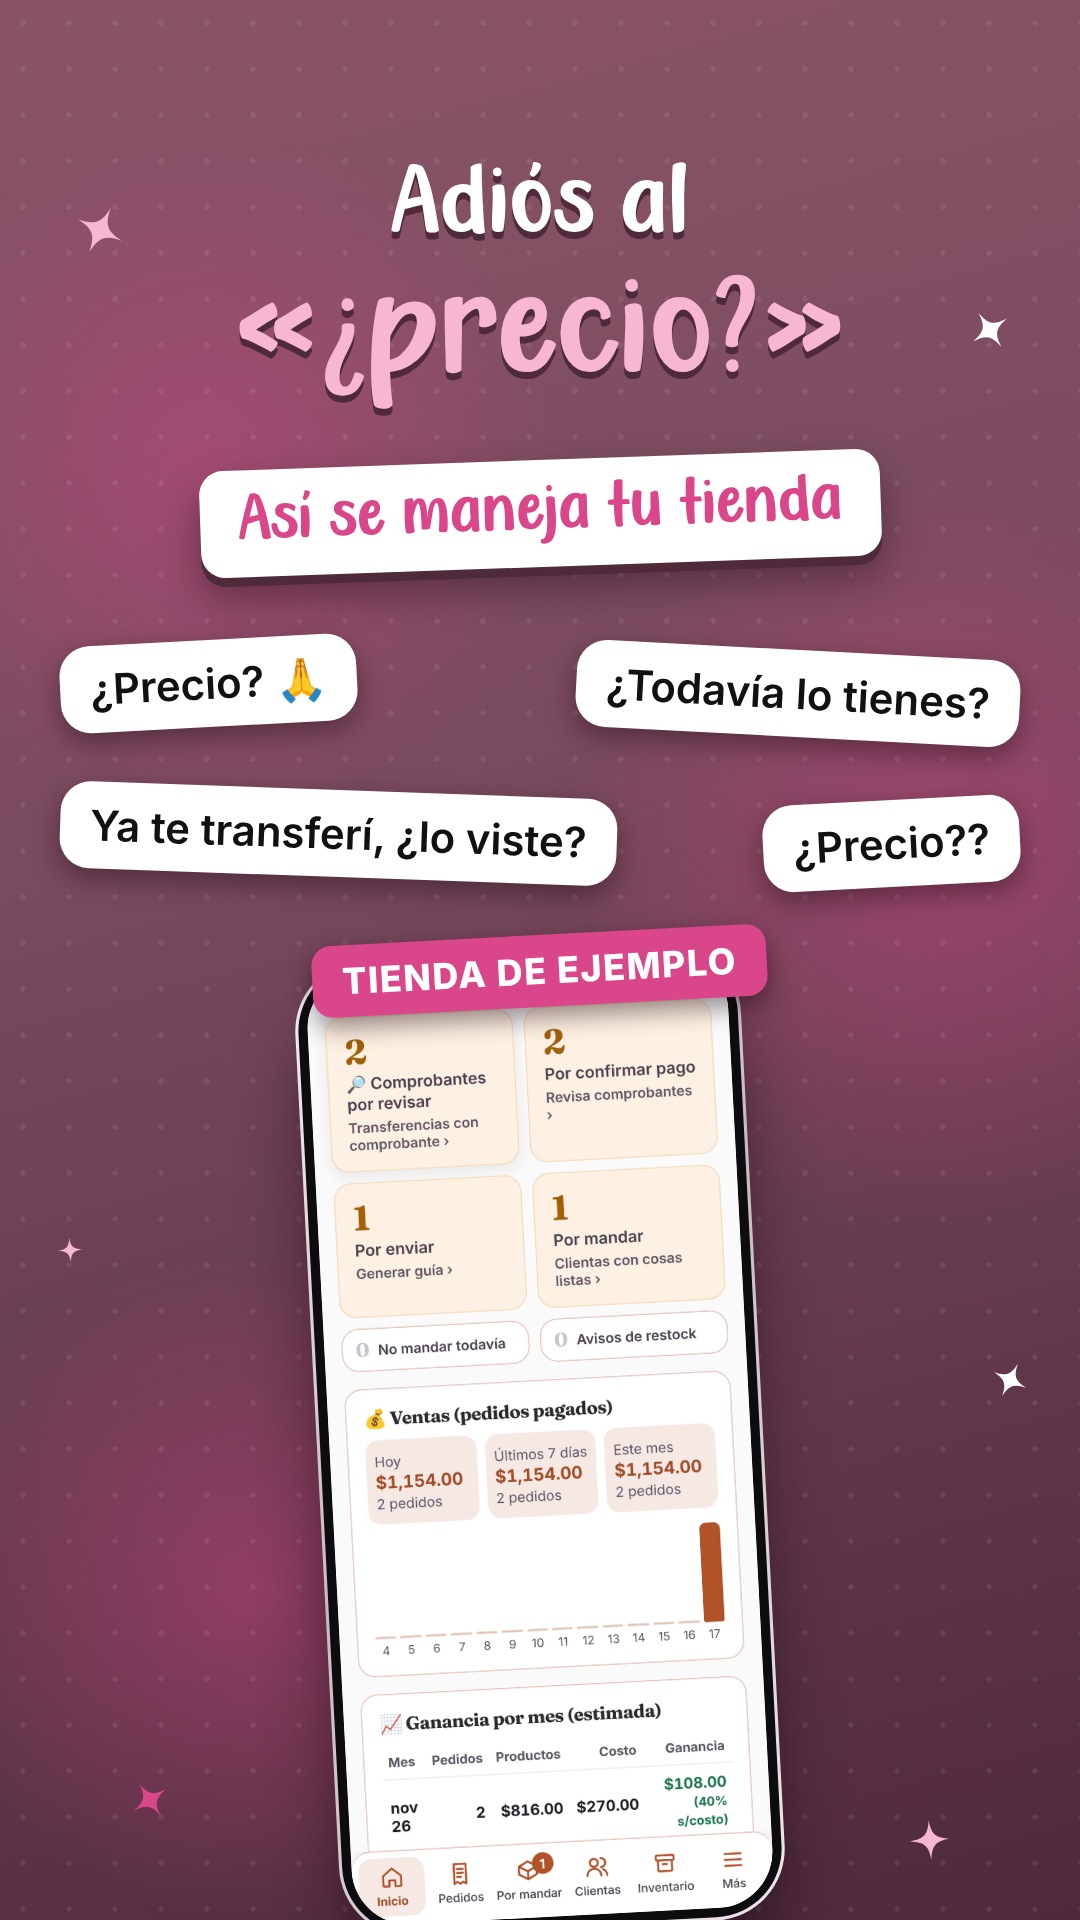 Adiós al
«¿precio?»
Así se maneja tu tienda
¿Precio? 🙏
¿Todavía lo tienes?
Ya te transferí, ¿lo viste?
¿Precio??
TIENDA DE EJEMPLO
2
🔎 Comprobantes
por revisar
Transferencias con
comprobante ›
2
Por confirmar pago
Revisa comprobantes
›
1
Por enviar
Generar guía ›
1
Por mandar
Clientas con cosas
listas ›
0 No mandar todavía
0 Avisos de restock
💰 Ventas (pedidos pagados)
Hoy
$1,154.00
2 pedidos
Últimos 7 días
$1,154.00
2 pedidos
Este mes
$1,154.00
2 pedidos
4 5 6 7 8 9 10 11 12 13 14 15 16 17
📈 Ganancia por mes (estimada)
Mes Pedidos Productos Costo Ganancia
nov
26
2 $816.00 $270.00
$108.00
(40%
s/costo)
1
Inicio Pedidos Por mandar Clientas Inventario Más